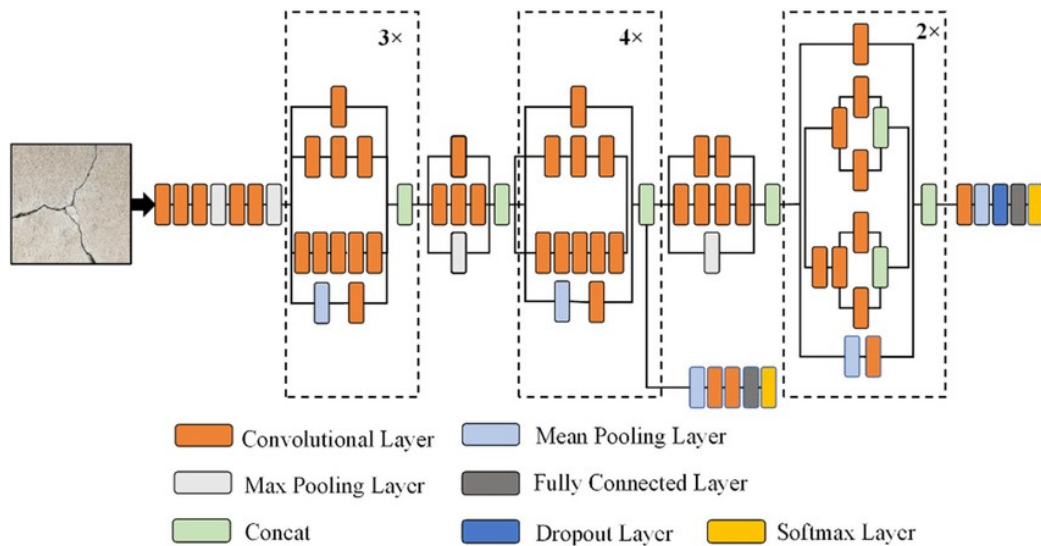 3×
4×
2×
Convolutional Layer
Mean Pooling Layer
Max Pooling Layer
Fully Connected Layer
Concat
Dropout Layer
Softmax Layer